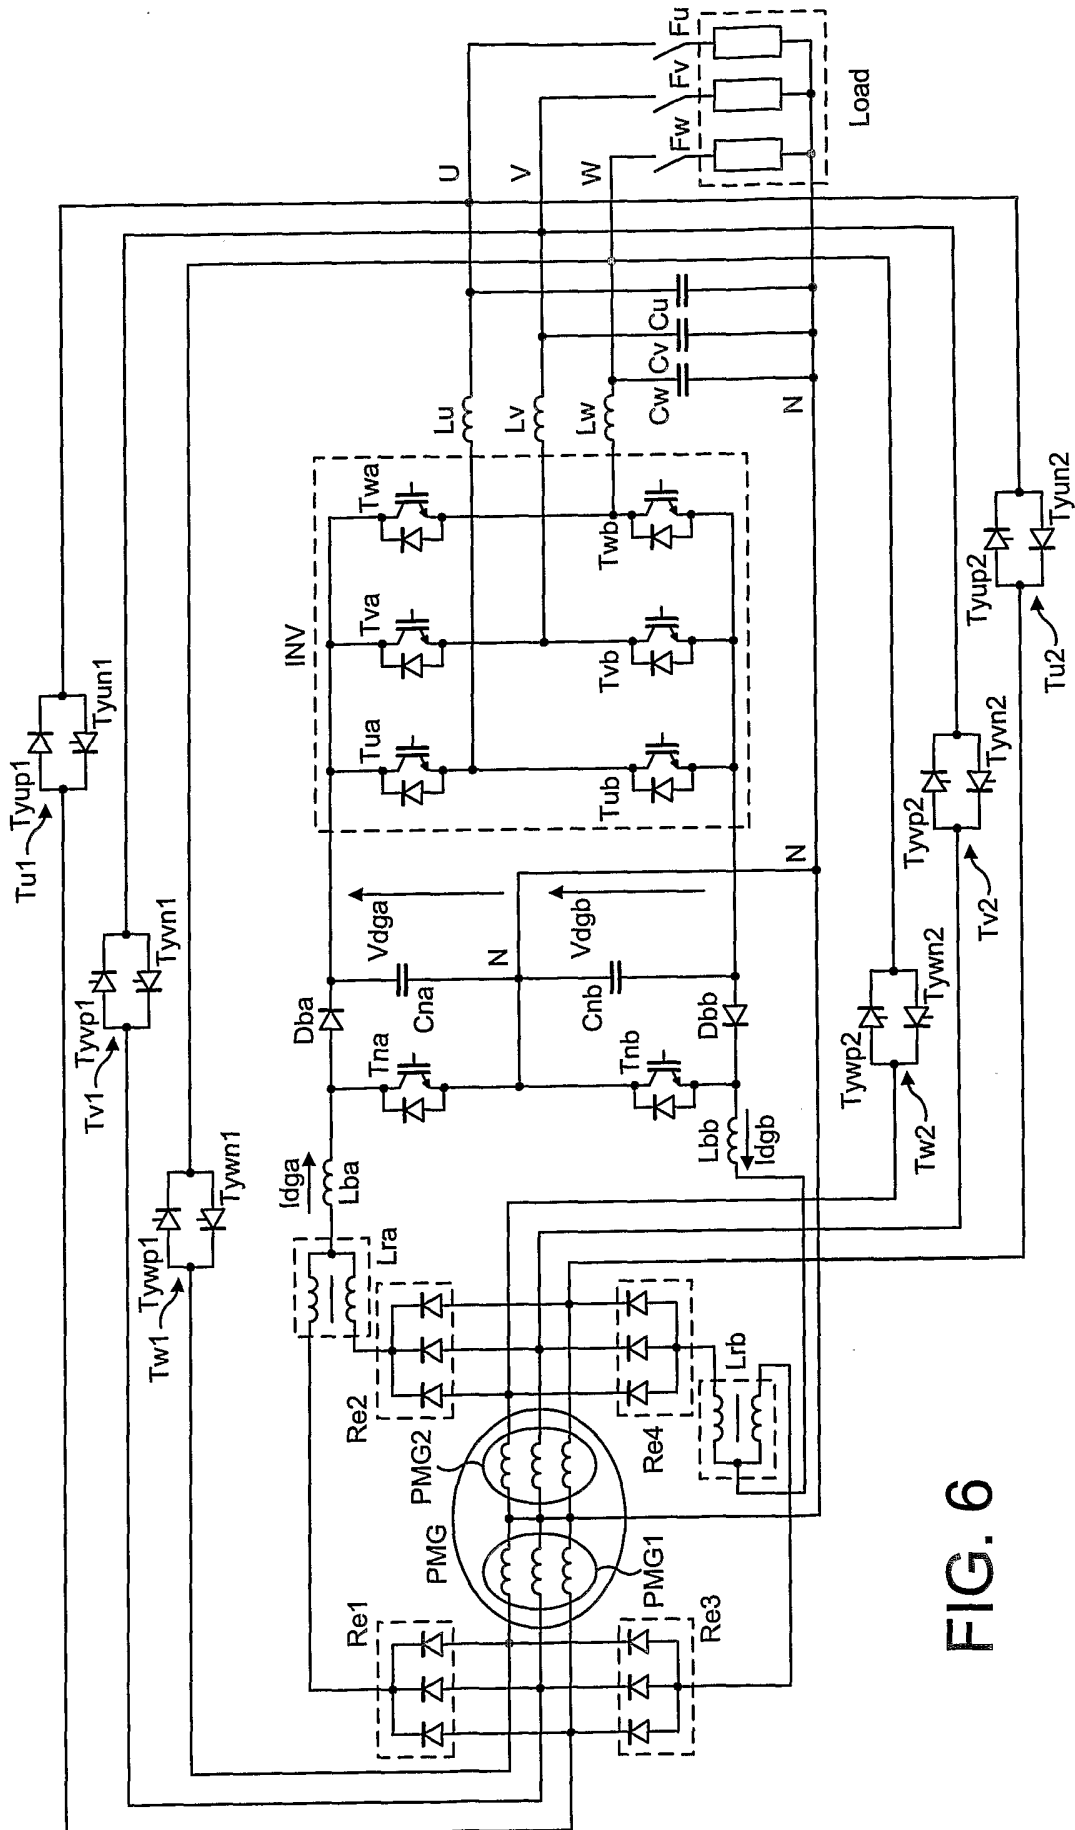 Tu1
Tyup1
Tyun1
Tv1
Tyvp1
Tyvn1
Tw1
Tywp1
Tywn1
U
V
W
Fu
Fv
Fw
Load
INV
Tua
Tva
Twa
Tub
Tvb
Twb
Lu
Lv
Lw
Cw
Cv
Cu
N
Idga
Lba
Lra
Dba
Tna
Cna
Vdga
N
Vdgb
N
Cnb
Tnb
Dbb
Lbb
Idgb
Re1
Re2
PMG2
PMG
PMG1
Re3
Re4
Lrb
Tywp2
Tywn2
Tw2
Tyvp2
Tyvn2
Tv2
Tyup2
Tyun2
Tu2
FIG. 6